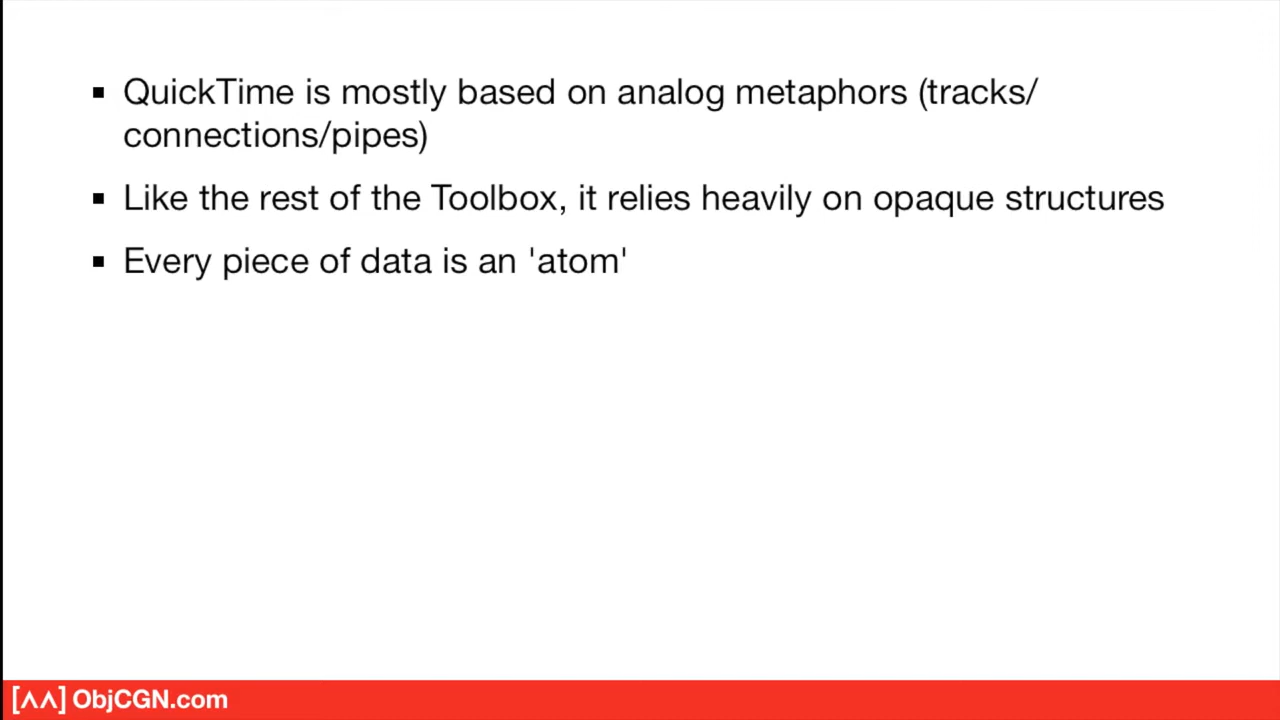 ▪ QuickTime is mostly based on analog metaphors (tracks/
connections/pipes)
▪ Like the rest of the Toolbox, it relies heavily on opaque structures
▪ Every piece of data is an 'atom'
[ʌʌ] ObjCGN.com